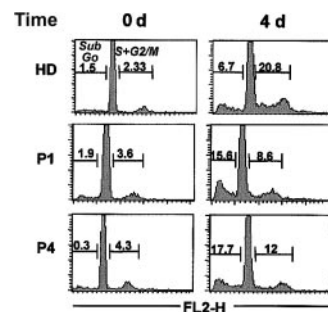 Time 0 d 4 d
Sub Go S+G2/M
HD 1.5 2.33 6.7 20.8
P1 1.9 3.6 15.6 8.6
P4 0.3 4.3 17.7 12
FL2-H